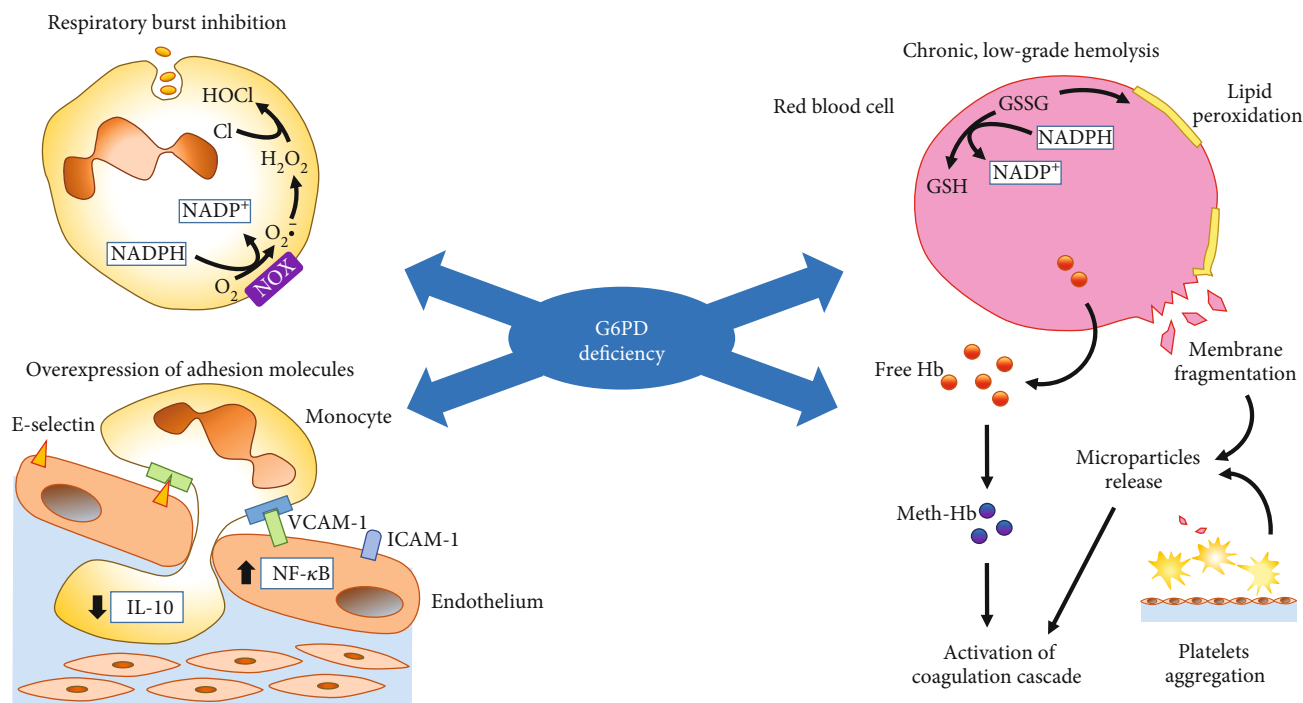 Respiratory burst inhibition
HOCl
Cl
H₂O₂
NADP⁺
O₂•̄
NADPH
O₂
NOX
Overexpression of adhesion molecules
Monocyte
E-selectin
VCAM-1
ICAM-1
NF-κB
IL-10
Endothelium
G6PD
deficiency
Chronic, low-grade hemolysis
Red blood cell
GSSG
Lipid
peroxidation
NADPH
NADP⁺
GSH
Free Hb
Membrane
fragmentation
Microparticles
release
Meth-Hb
Activation of
coagulation cascade
Platelets
aggregation